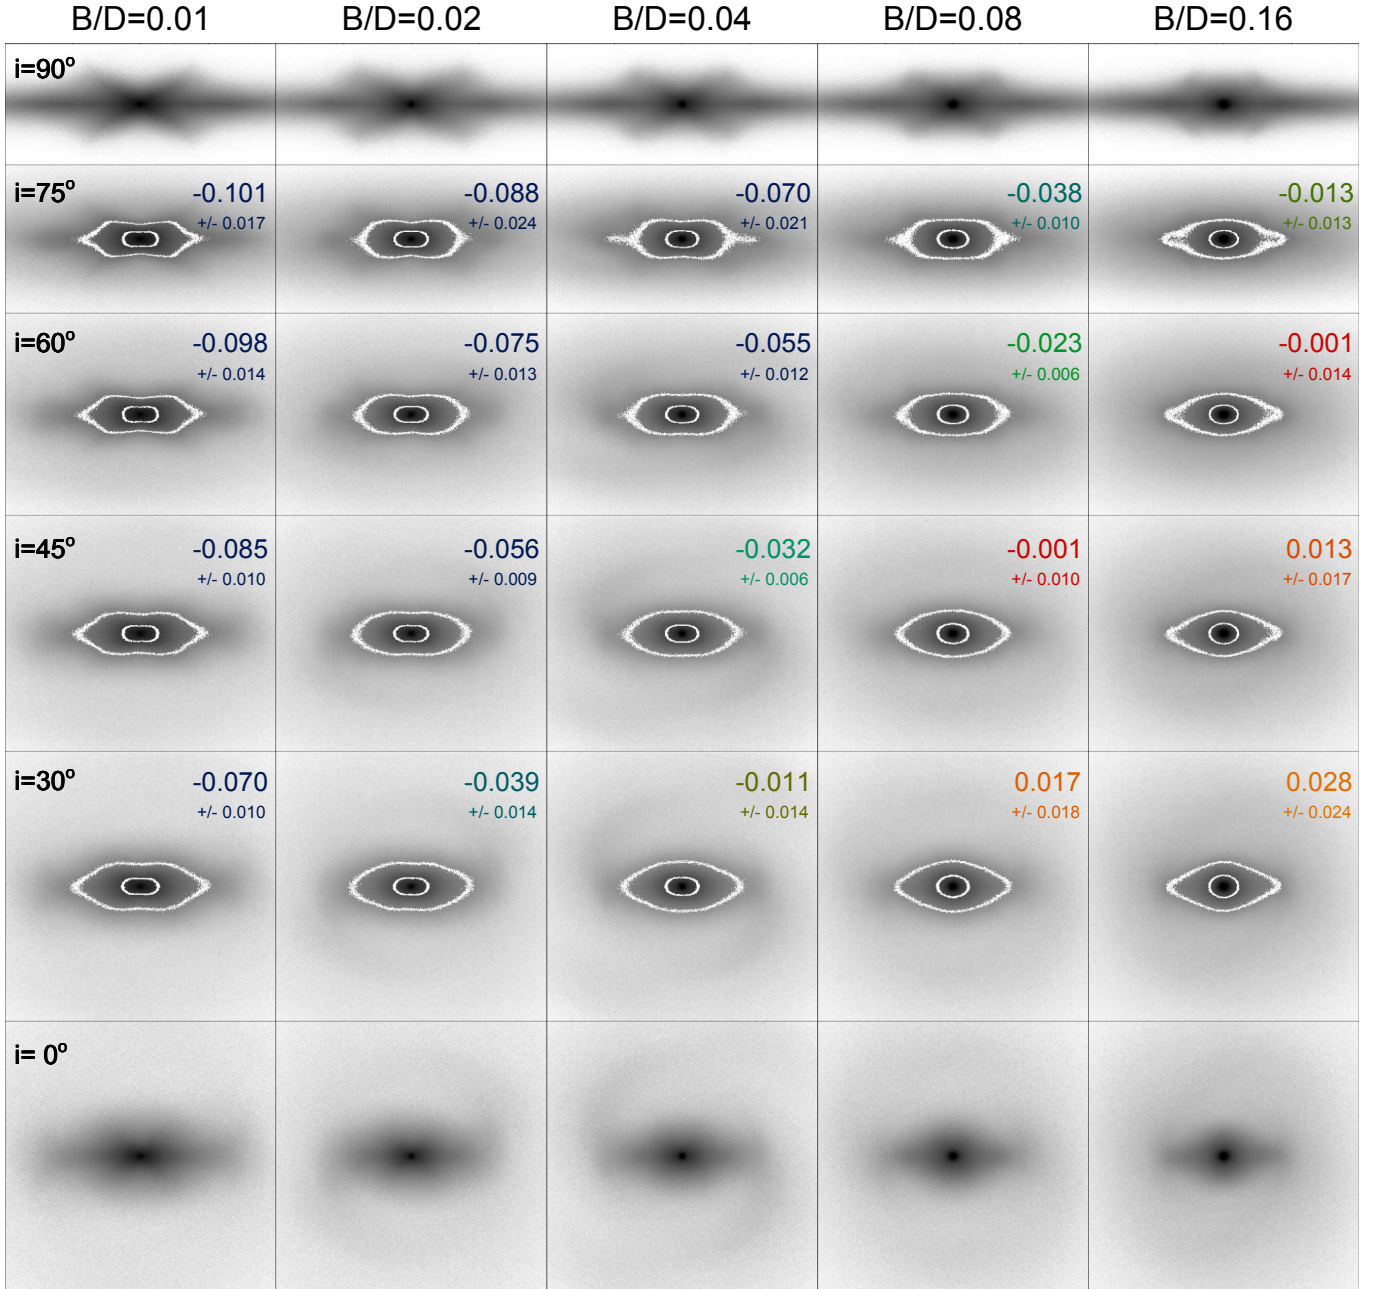 B/D=0.01 B/D=0.02 B/D=0.04 B/D=0.08 B/D=0.16
i=90°
i=75° -0.101 -0.088 -0.070 -0.038 -0.013
+/- 0.017 +/- 0.024 +/- 0.021 +/- 0.010 +/- 0.013
i=60° -0.098 -0.075 -0.055 -0.023 -0.001
+/- 0.014 +/- 0.013 +/- 0.012 +/- 0.006 +/- 0.014
i=45° -0.085 -0.056 -0.032 -0.001 0.013
+/- 0.010 +/- 0.009 +/- 0.006 +/- 0.010 +/- 0.017
i=30° -0.070 -0.039 -0.011 0.017 0.028
+/- 0.010 +/- 0.014 +/- 0.014 +/- 0.018 +/- 0.024
i= 0°